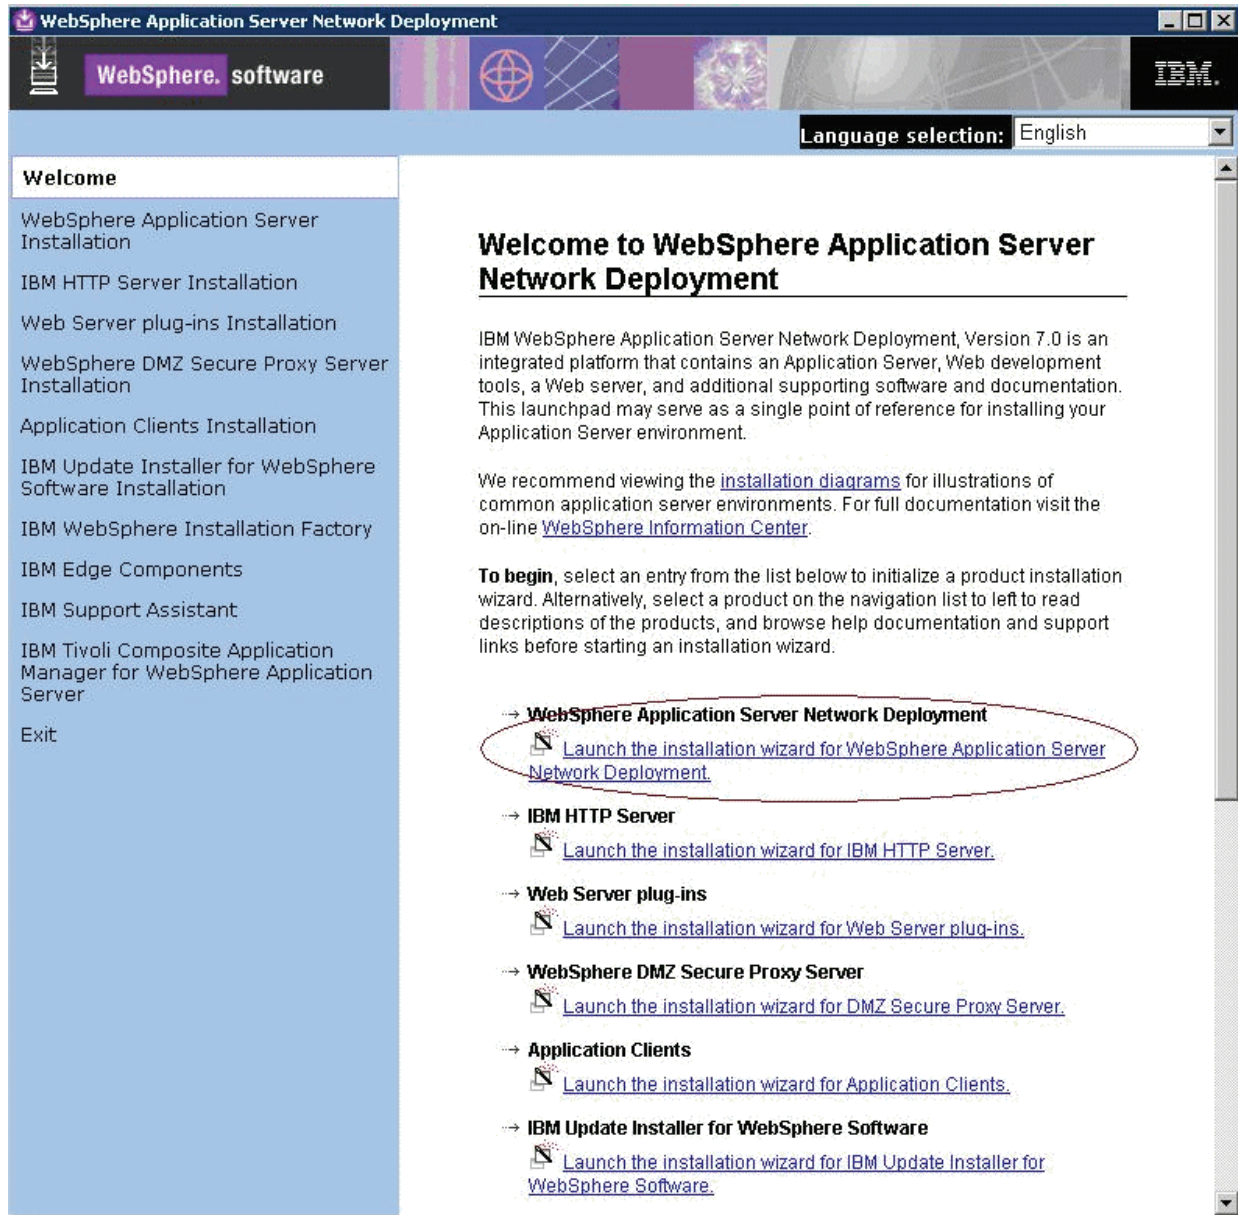 WebSphere Application Server Network Deployment
WebSphere. software
IBM.
Language selection: English
Welcome
WebSphere Application Server
Installation
IBM HTTP Server Installation
Web Server plug-ins Installation
WebSphere DMZ Secure Proxy Server
Installation
Application Clients Installation
IBM Update Installer for WebSphere
Software Installation
IBM WebSphere Installation Factory
IBM Edge Components
IBM Support Assistant
IBM Tivoli Composite Application
Manager for WebSphere Application
Server
Exit
Welcome to WebSphere Application Server
Network Deployment
IBM WebSphere Application Server Network Deployment, Version 7.0 is an
integrated platform that contains an Application Server, Web development
tools, a Web server, and additional supporting software and documentation.
This launchpad may serve as a single point of reference for installing your
Application Server environment.
We recommend viewing the installation diagrams for illustrations of
common application server environments. For full documentation visit the
on-line WebSphere Information Center.
To begin, select an entry from the list below to initialize a product installation
wizard. Alternatively, select a product on the navigation list to left to read
descriptions of the products, and browse help documentation and support
links before starting an installation wizard.
WebSphere Application Server Network Deployment
Launch the installation wizard for WebSphere Application Server
Network Deployment.
IBM HTTP Server
Launch the installation wizard for IBM HTTP Server.
Web Server plug-ins
Launch the installation wizard for Web Server plug-ins.
WebSphere DMZ Secure Proxy Server
Launch the installation wizard for DMZ Secure Proxy Server.
Application Clients
Launch the installation wizard for Application Clients.
IBM Update Installer for WebSphere Software
Launch the installation wizard for IBM Update Installer for
WebSphere Software.